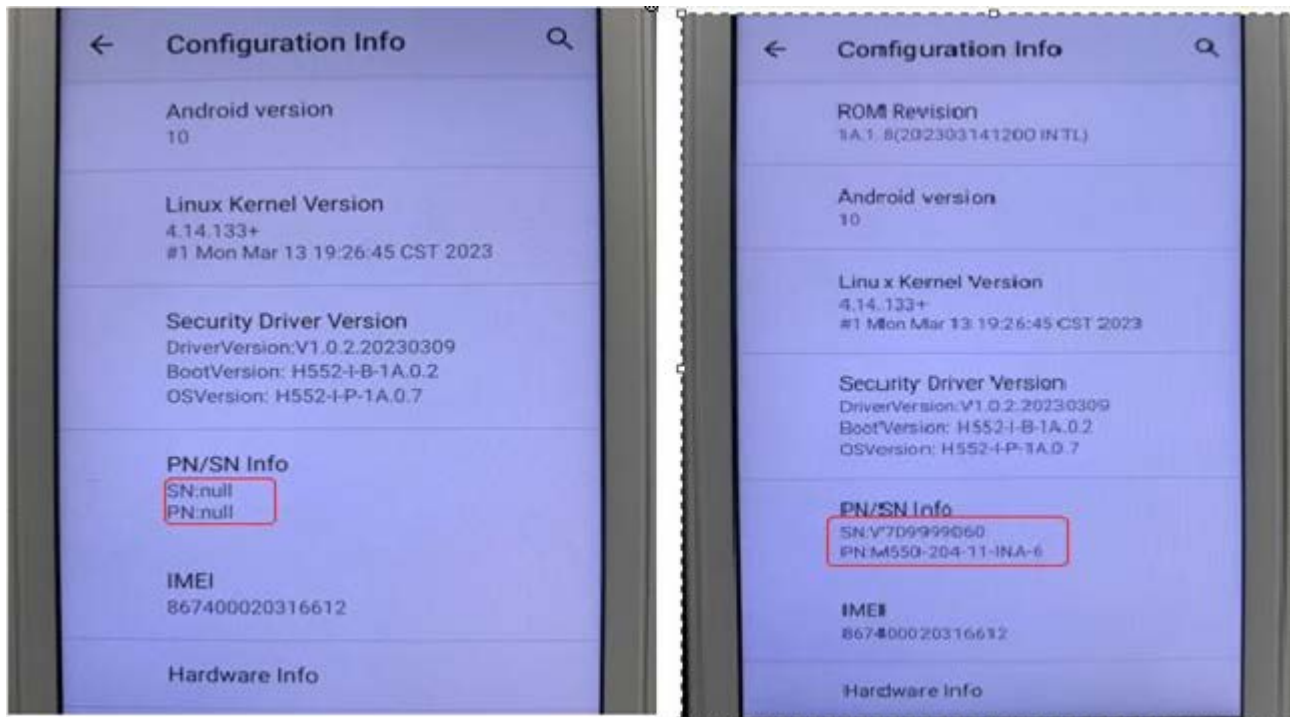 Configuration Info
Android version
10
Linux Kernel Version
4.14.133+
#1 Mon Mar 13 19:26:45 CST 2023
Security Driver Version
DriverVersion:V1.0.2.20230309
BootVersion: H552-I-B-1A.0.2
OSVersion: H552-I-P-1A.0.7
PN/SN Info
SN:null
PN:null
IMEI
867400020316612
Hardware Info
Configuration Info
ROM Revision
1A.1.8(202303141200 INTL)
Android version
10
Linux Kernel Version
4.14.133+
#1 Mon Mar 13 19:26:45 CST 2023
Security Driver Version
DriverVersion:V1.0.2.20230309
BootVersion: H552-I-B-1A.0.2
OSVersion: H552-I-P-1A.0.7
PN/SN Info
SN:V7D9999060
PN:M550-204-11-INA-6
IMEI
867400020316612
Hardware Info